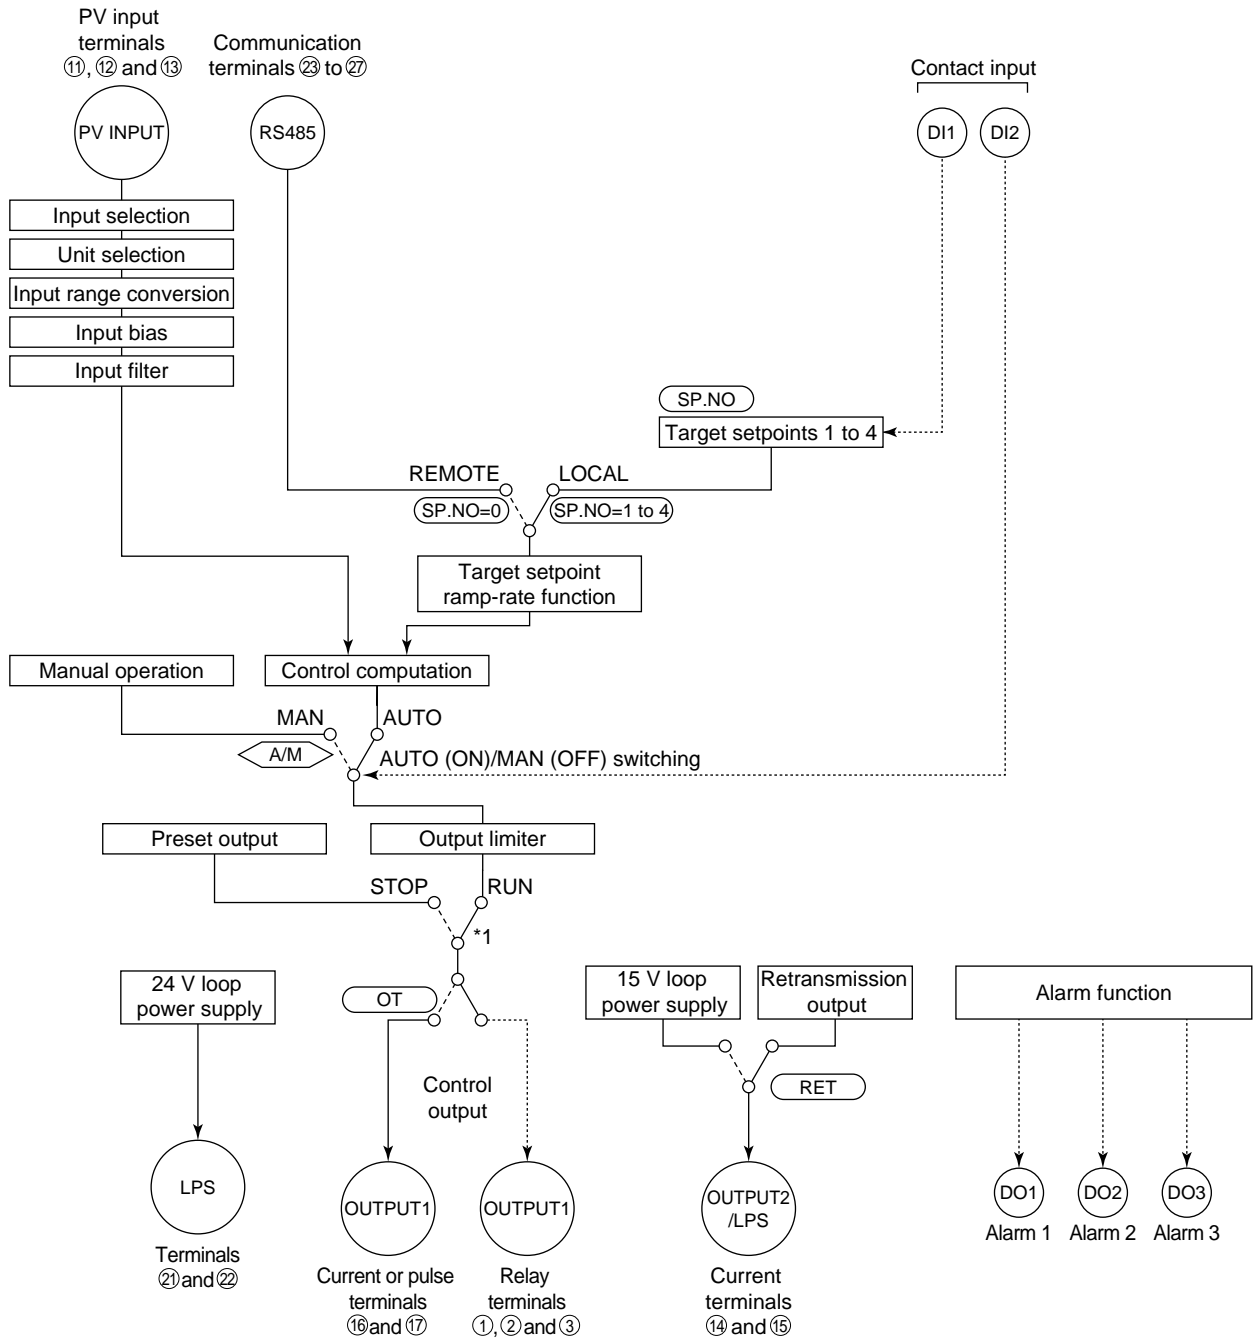 PV input
terminals
⑪, ⑫ and ⑬
Communication
terminals ㉓ to ㉗
Contact input
PV INPUT
RS485
DI1
DI2
Input selection
Unit selection
Input range conversion
Input bias
Input filter
SP.NO
Target setpoints 1 to 4
REMOTE
LOCAL
SP.NO=0
SP.NO=1 to 4
Target setpoint
ramp-rate function
Manual operation
Control computation
MAN
AUTO
A/M
AUTO (ON)/MAN (OFF) switching
Preset output
Output limiter
STOP
RUN
*1
24 V loop
power supply
OT
15 V loop
power supply
Retransmission
output
Alarm function
Control
output
RET
LPS
OUTPUT1
OUTPUT1
OUTPUT2
/LPS
DO1
DO2
DO3
Alarm 1
Alarm 2
Alarm 3
Terminals
㉑ and ㉒
Current or pulse
terminals
⑯ and ⑰
Relay
terminals
①, ② and ③
Current
terminals
⑭ and ⑮